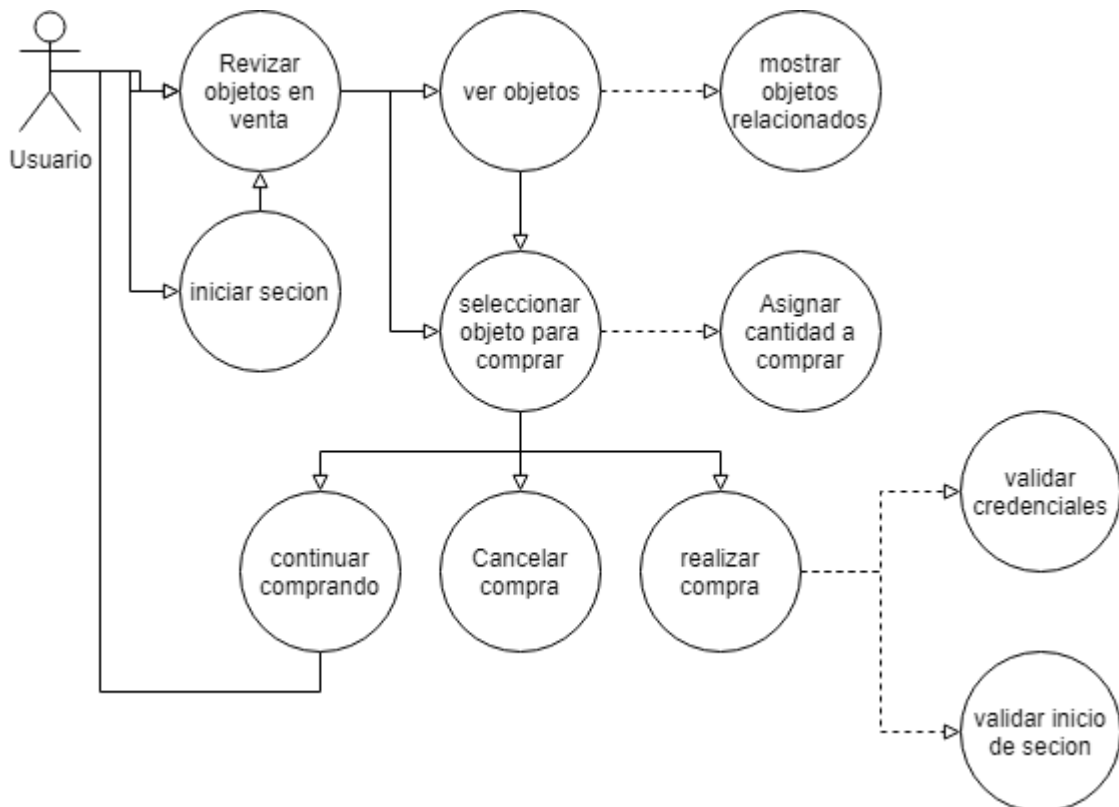 Revizar
objetos en
venta
ver objetos
mostrar
objetos
relacionados
Usuario
iniciar secion
seleccionar
objeto para
comprar
Asignar
cantidad a
comprar
continuar
comprando
Cancelar
compra
realizar
compra
validar
credenciales
validar inicio
de secion